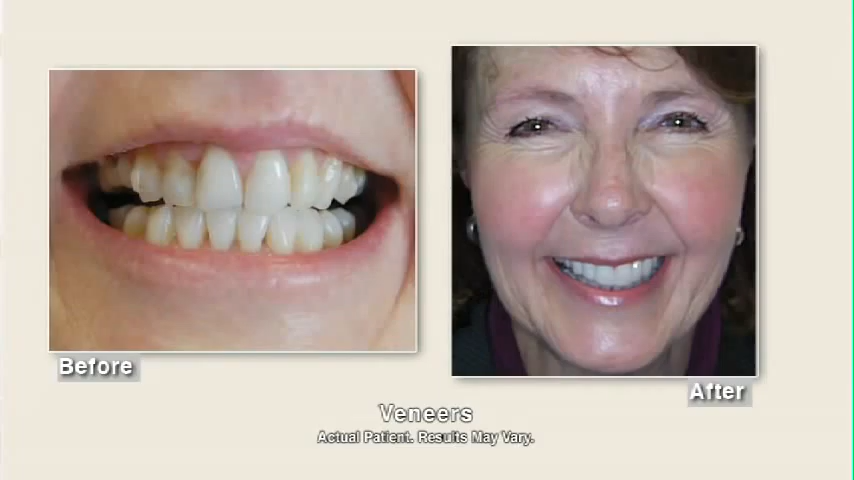 Before
After
Veneers
Actual Patient. Results May Vary.